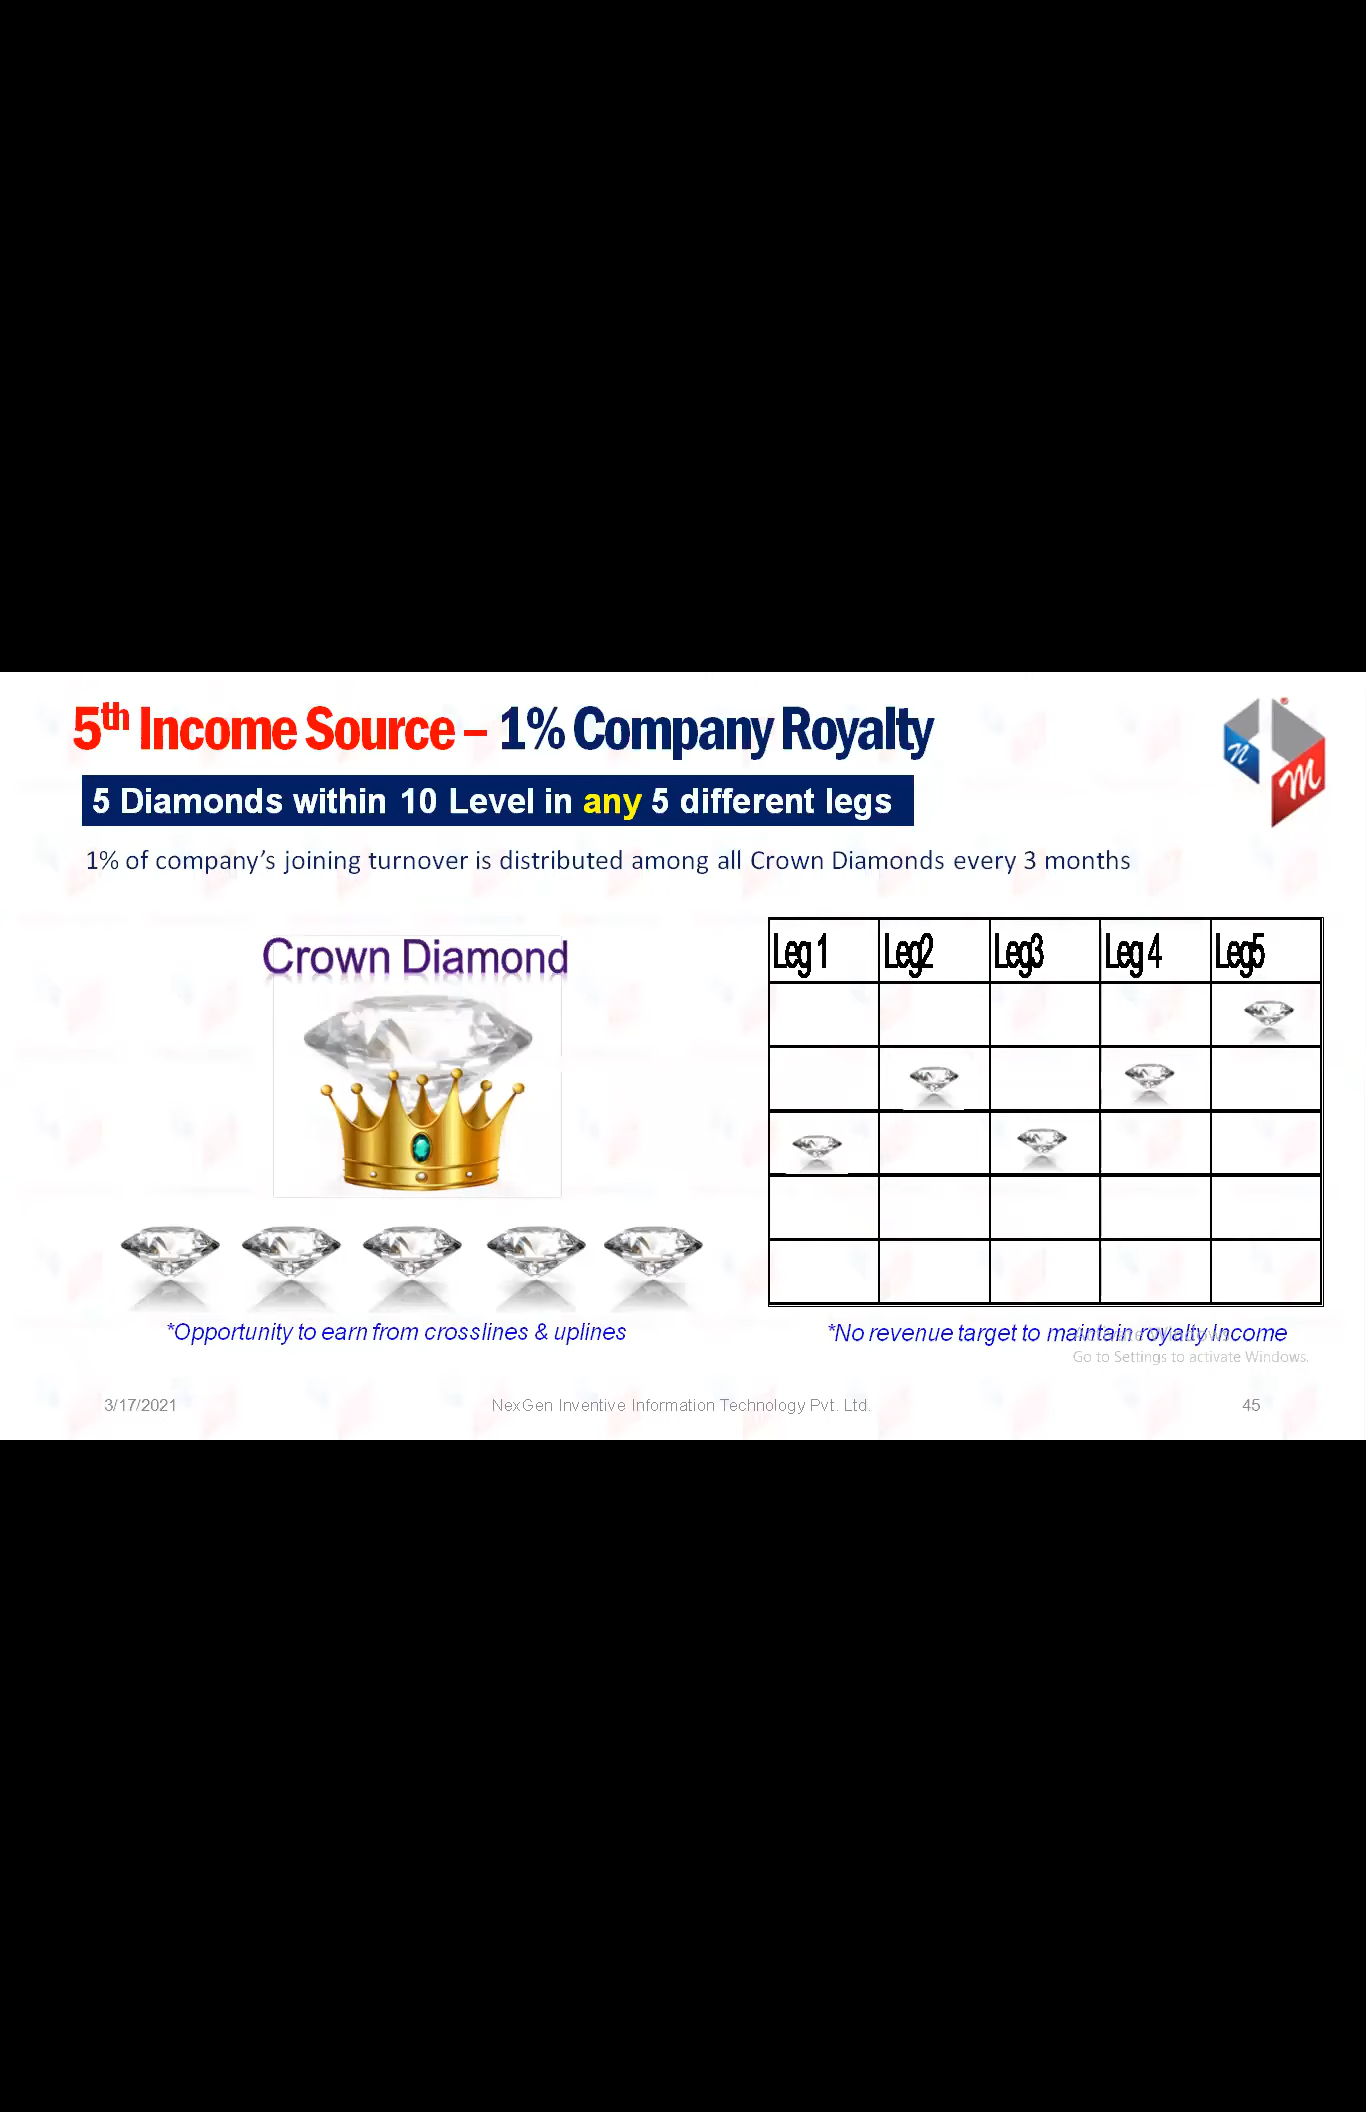 5th Income Source – 1% Company Royalty
5 Diamonds within 10 Level in any 5 different legs
1% of company's joining turnover is distributed among all Crown Diamonds every 3 months
Crown Diamond
Leg 1 Leg2 Leg3 Leg 4 Leg5
*Opportunity to earn from crosslines & uplines
*No revenue target to maintain royalty Income
Activate Windows
Go to Settings to activate Windows.
3/17/2021 NexGen Inventive Information Technology Pvt. Ltd. 45
n m